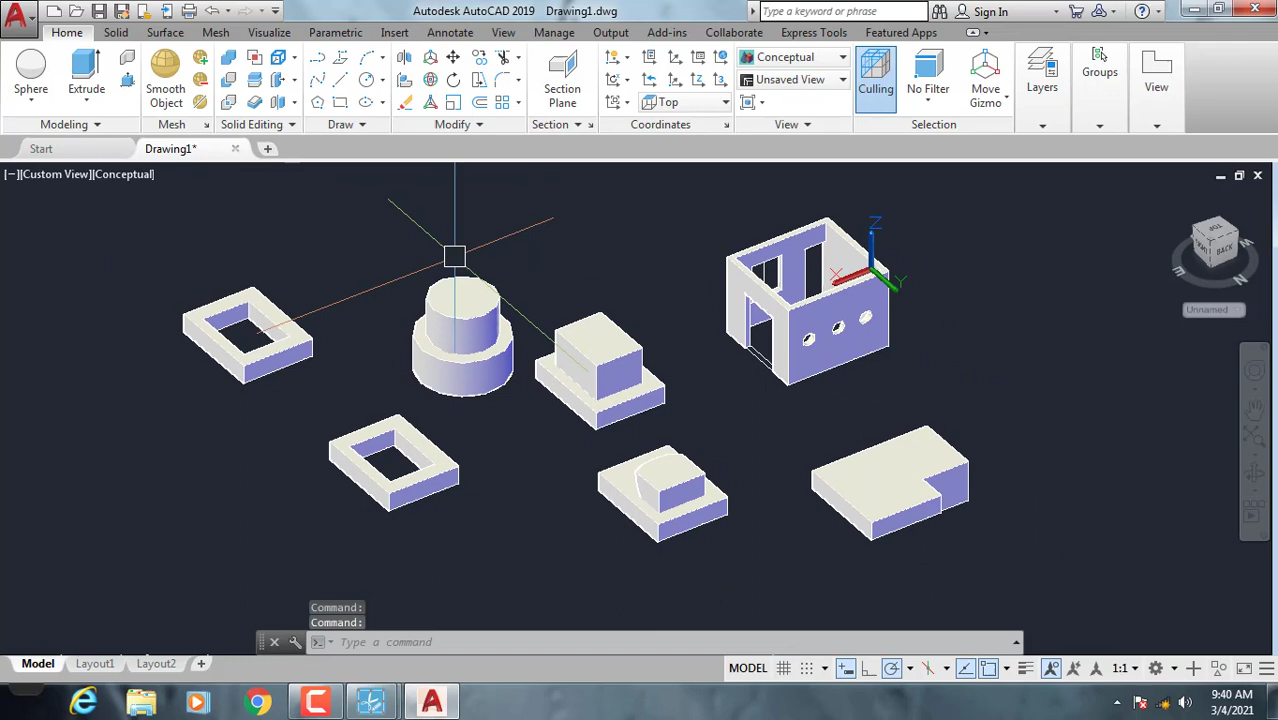 Autodesk AutoCAD 2019 Drawing1.dwg
Type a keyword or phrase
Sign In
Home Solid Surface Mesh Visualize Parametric Insert Annotate View Manage Output Add-ins Collaborate Express Tools Featured Apps
Sphere Extrude Smooth Object Section Plane Conceptual Unsaved View Top Culling No Filter Move Gizmo Layers Groups View
Modeling Mesh Solid Editing Draw Modify Section Coordinates View Selection
Start Drawing1*
[−][Custom View][Conceptual]
Z
X
Y
TOP
BACK
E
N
Unnamed
Command:
Command:
Type a command
Model Layout1 Layout2
MODEL 1:1
9:40 AM
3/4/2021